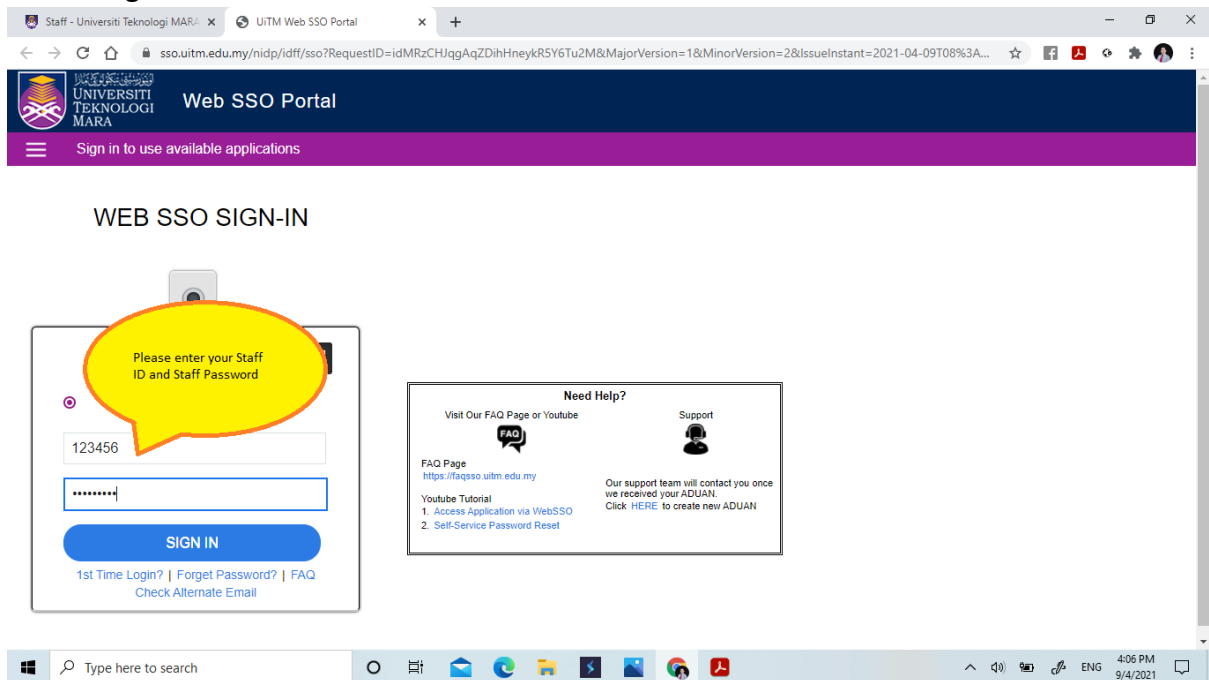 Staff - Universiti Teknologi MARA
UiTM Web SSO Portal
sso.uitm.edu.my/nidp/idff/sso?RequestID=idMRzCHJqgAqZDihHneykR5Y6Tu2M&MajorVersion=1&MinorVersion=2&IssueInstant=2021-04-09T08%3A...
UNIVERSITI
TEKNOLOGI
MARA
Web SSO Portal
Sign in to use available applications
WEB SSO SIGN-IN
Please enter your Staff
ID and Staff Password
123456
•••••••••
SIGN IN
1st Time Login? | Forget Password? | FAQ
Check Alternate Email
Need Help?
Visit Our FAQ Page or Youtube
FAQ
FAQ Page
https://faqsso.uitm.edu.my
Youtube Tutorial
1. Access Application via WebSSO
2. Self-Service Password Reset
Support
Our support team will contact you once
we received your ADUAN.
Click HERE to create new ADUAN
Type here to search
ENG
4:06 PM
9/4/2021